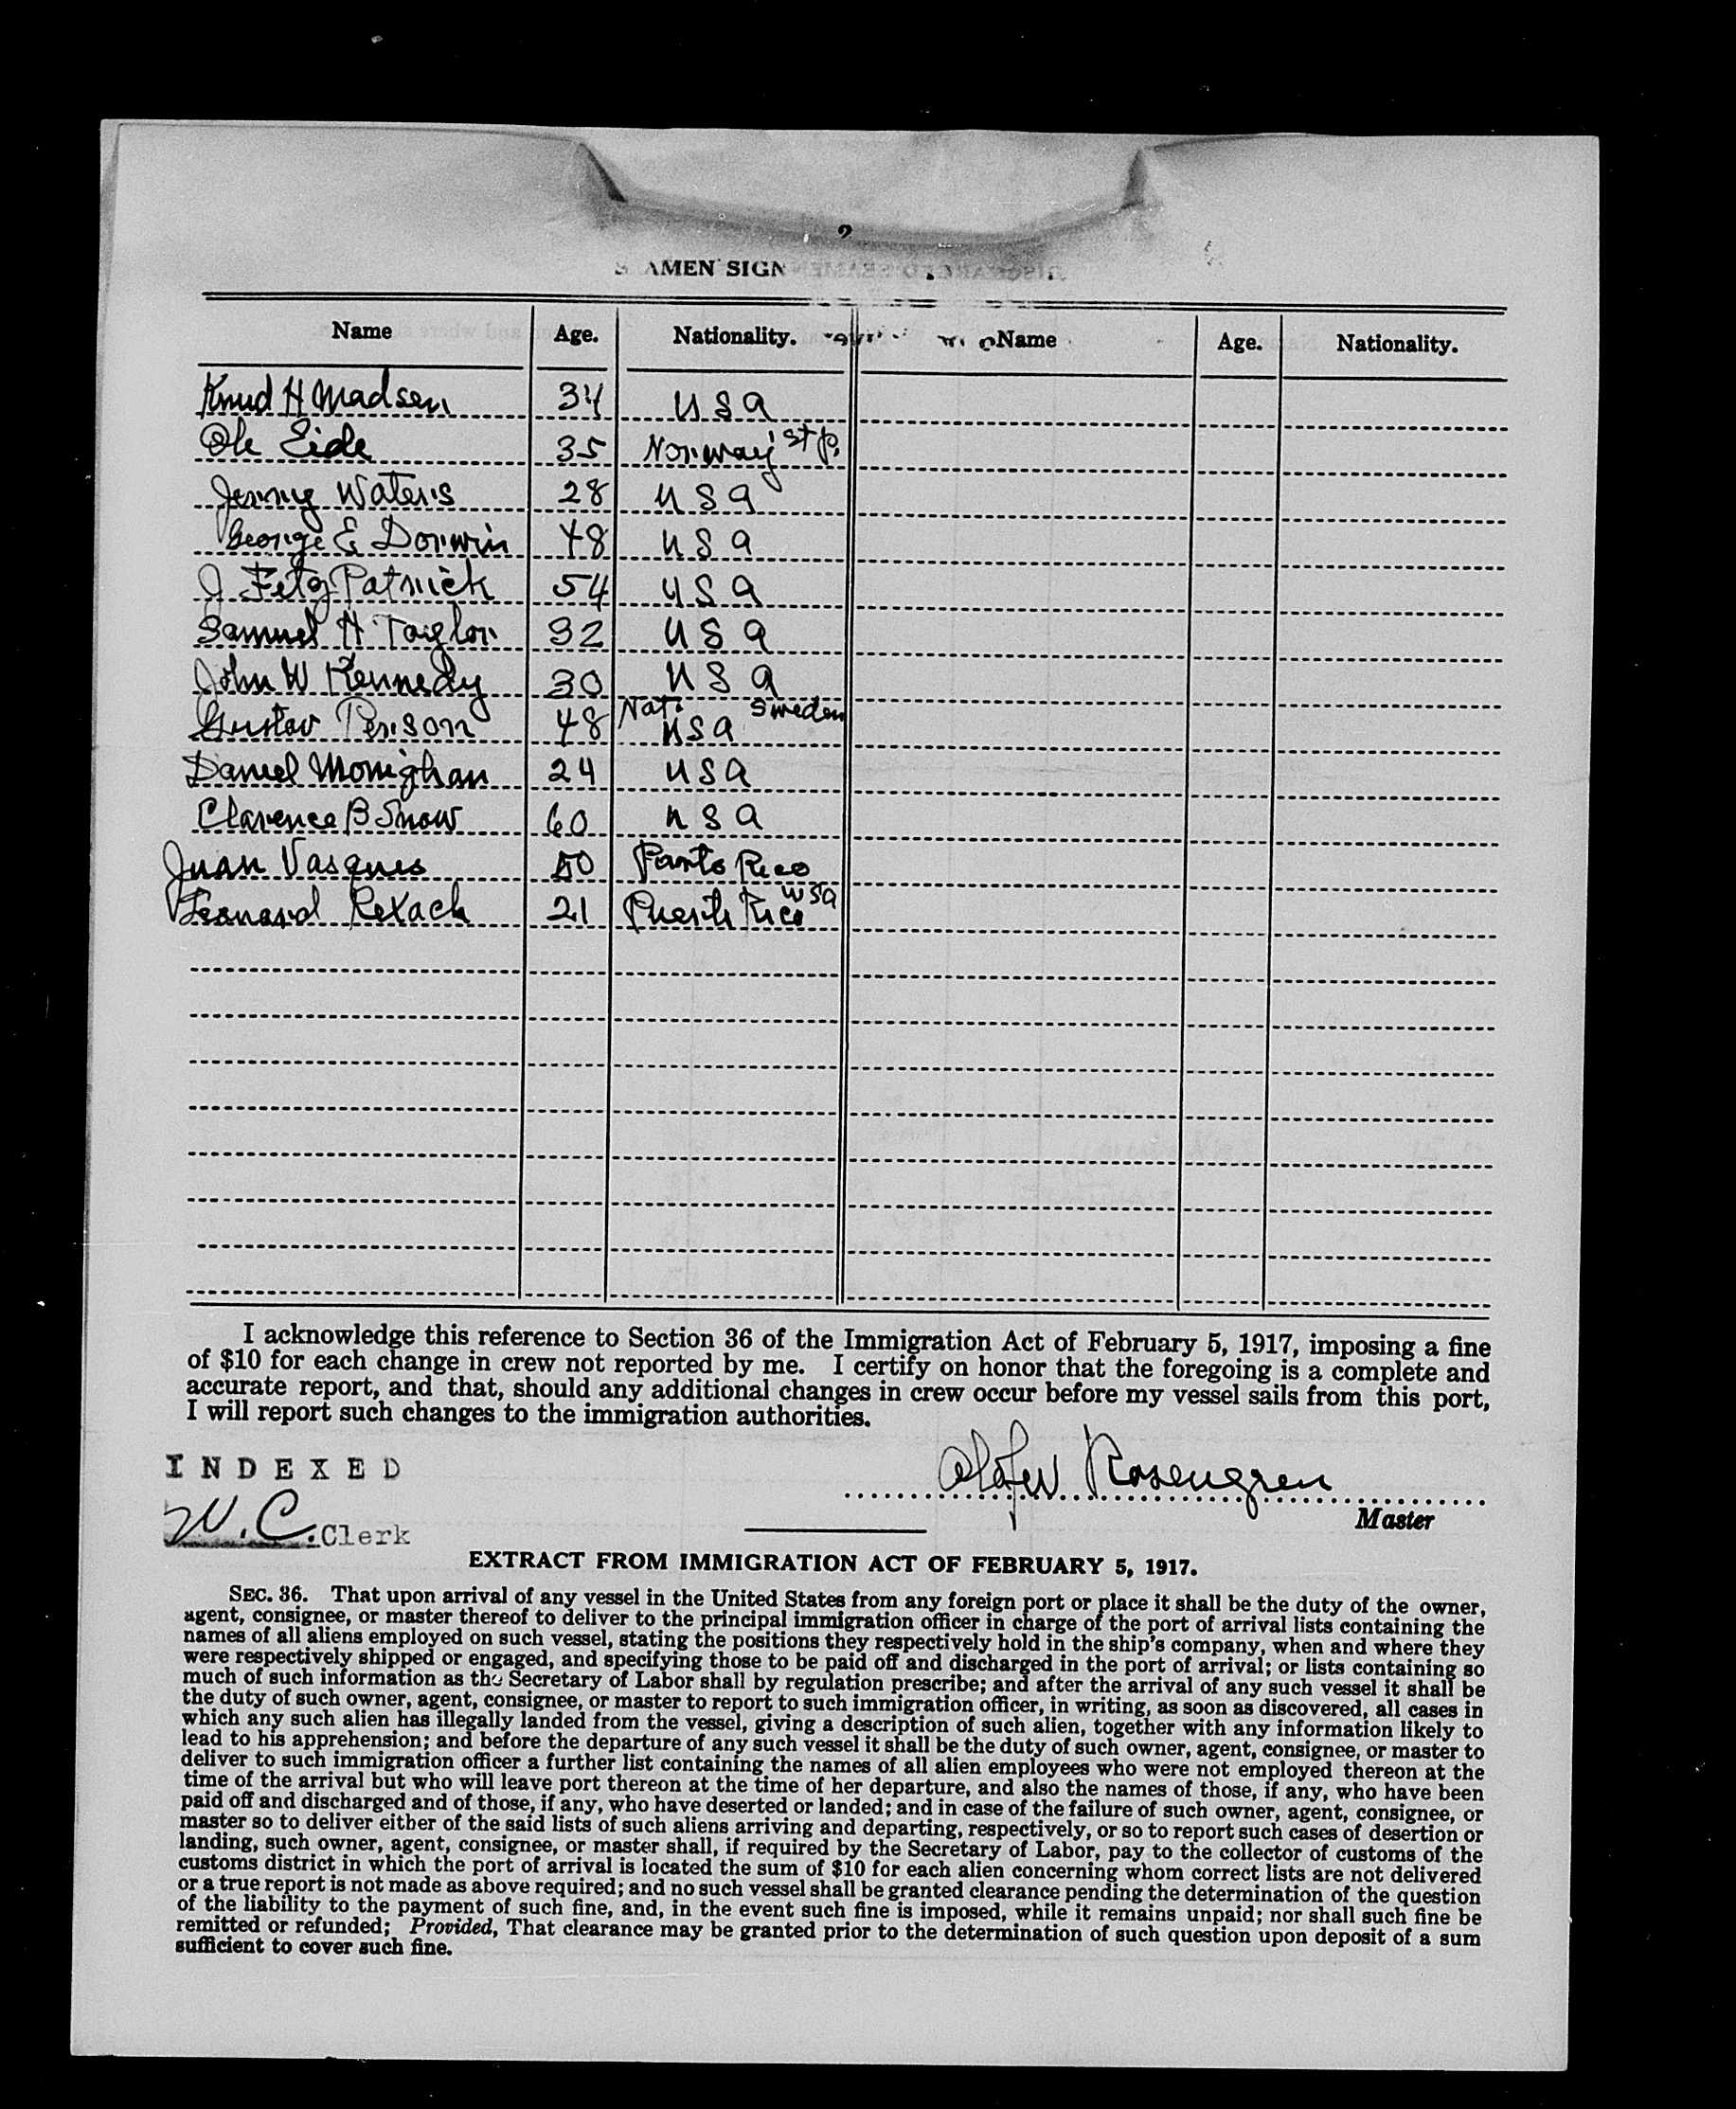 2
AMEN SIGN
Name Age. Nationality. Name Age. Nationality.
Knud H Madsen 34 USA
Ole Eide 35 Norway 1st p.
Jenny Waters 28 USA
George E Dorwin 48 USA
J FitzPatrick 54 USA
Samuel H Taylor 32 USA
John W Kennedy 30 USA
Nat. Sweden
Gustav Person 48 USA
Daniel Monighan 24 USA
Clarence B Snow 60 USA
Juan Vasques 50 Porto Rico
USA
Rexach 21 Puerto Rico
I acknowledge this reference to Section 36 of the Immigration Act of February 5, 1917, imposing a fine
of $10 for each change in crew not reported by me. I certify on honor that the foregoing is a complete and
accurate report, and that, should any additional changes in crew occur before my vessel sails from this port,
I will report such changes to the immigration authorities.
INDEXED
Rosengren
Master
W. C. Clerk
EXTRACT FROM IMMIGRATION ACT OF FEBRUARY 5, 1917.
SEC. 36. That upon arrival of any vessel in the United States from any foreign port or place it shall be the duty of the owner,
agent, consignee, or master thereof to deliver to the principal immigration officer in charge of the port of arrival lists containing the
names of all aliens employed on such vessel, stating the positions they respectively hold in the ship's company, when and where they
were respectively shipped or engaged, and specifying those to be paid off and discharged in the port of arrival; or lists containing so
much of such information as the Secretary of Labor shall by regulation prescribe; and after the arrival of any such vessel it shall be
the duty of such owner, agent, consignee, or master to report to such immigration officer, in writing, as soon as discovered, all cases in
which any such alien has illegally landed from the vessel, giving a description of such alien, together with any information likely to
lead to his apprehension; and before the departure of any such vessel it shall be the duty of such owner, agent, consignee, or master to
deliver to such immigration officer a further list containing the names of all alien employees who were not employed thereon at the
time of the arrival but who will leave port thereon at the time of her departure, and also the names of those, if any, who have been
paid off and discharged and of those, if any, who have deserted or landed; and in case of the failure of such owner, agent, consignee, or
master so to deliver either of the said lists of such aliens arriving and departing, respectively, or so to report such cases of desertion or
landing, such owner, agent, consignee, or master shall, if required by the Secretary of Labor, pay to the collector of customs of the
customs district in which the port of arrival is located the sum of $10 for each alien concerning whom correct lists are not delivered
or a true report is not made as above required; and no such vessel shall be granted clearance pending the determination of the question
of the liability to the payment of such fine, and, in the event such fine is imposed, while it remains unpaid; nor shall such fine be
remitted or refunded; Provided, That clearance may be granted prior to the determination of such question upon deposit of a sum
sufficient to cover such fine.